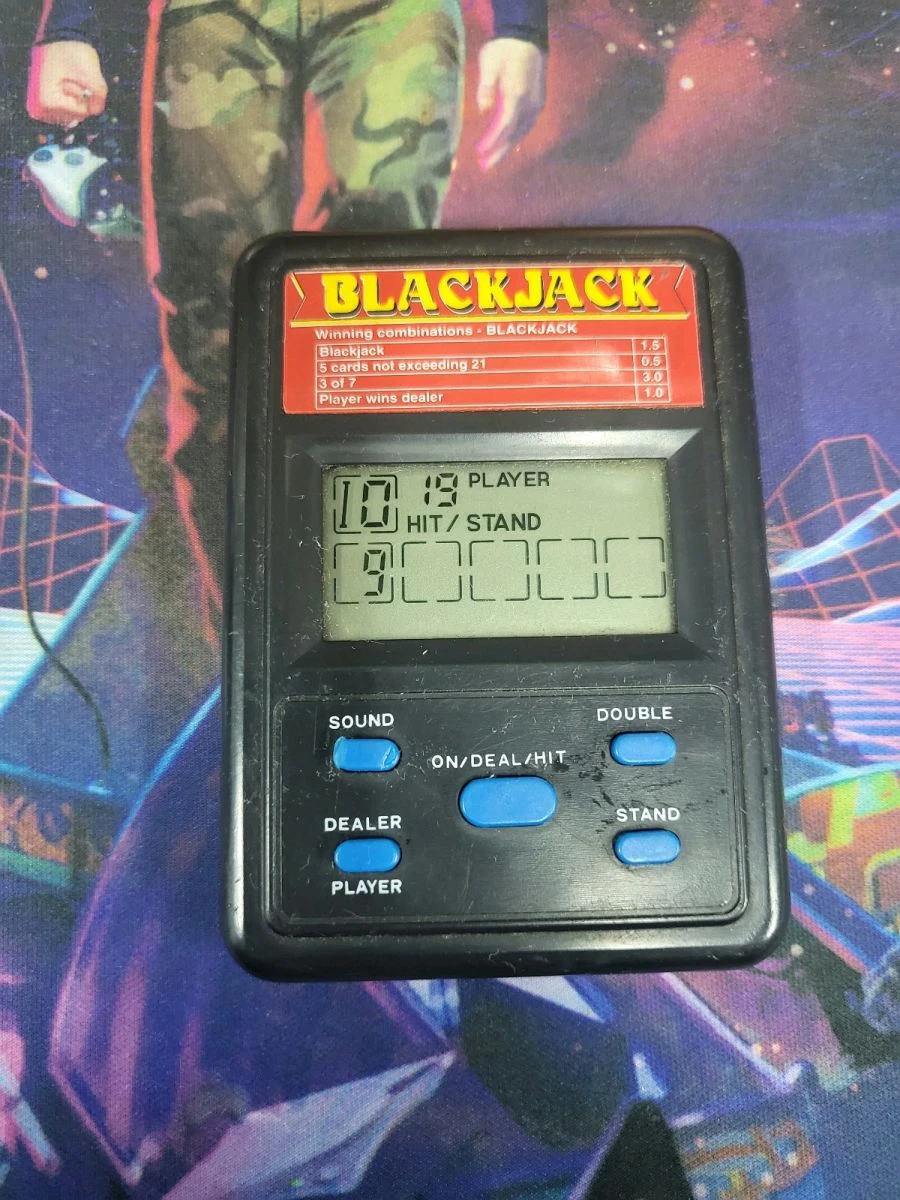 BLACKJACK
Winning combinations - BLACKJACK
Blackjack 1.5
5 cards not exceeding 21 0.5
3 of 7 3.0
Player wins dealer 1.0
10 19 PLAYER
HIT / STAND
9
SOUND
DOUBLE
ON/DEAL/HIT
DEALER
STAND
PLAYER